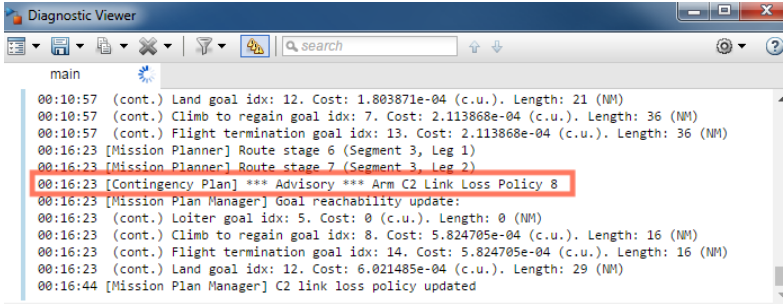 Diagnostic Viewer
search
main
00:10:57 (cont.) Land goal idx: 12. Cost: 1.803871e-04 (c.u.). Length: 21 (NM)
00:10:57 (cont.) Climb to regain goal idx: 7. Cost: 2.113868e-04 (c.u.). Length: 36 (NM)
00:10:57 (cont.) Flight termination goal idx: 13. Cost: 2.113868e-04 (c.u.). Length: 36 (NM)
00:16:23 [Mission Planner] Route stage 6 (Segment 3, Leg 1)
00:16:23 [Mission Planner] Route stage 7 (Segment 3, Leg 2)
00:16:23 [Contingency Plan] *** Advisory *** Arm C2 Link Loss Policy 8
00:16:23 [Mission Plan Manager] Goal reachability update:
00:16:23 (cont.) Loiter goal idx: 5. Cost: 0 (c.u.). Length: 0 (NM)
00:16:23 (cont.) Climb to regain goal idx: 8. Cost: 5.824705e-04 (c.u.). Length: 16 (NM)
00:16:23 (cont.) Flight termination goal idx: 14. Cost: 5.824705e-04 (c.u.). Length: 16 (NM)
00:16:23 (cont.) Land goal idx: 12. Cost: 6.021485e-04 (c.u.). Length: 29 (NM)
00:16:44 [Mission Plan Manager] C2 link loss policy updated